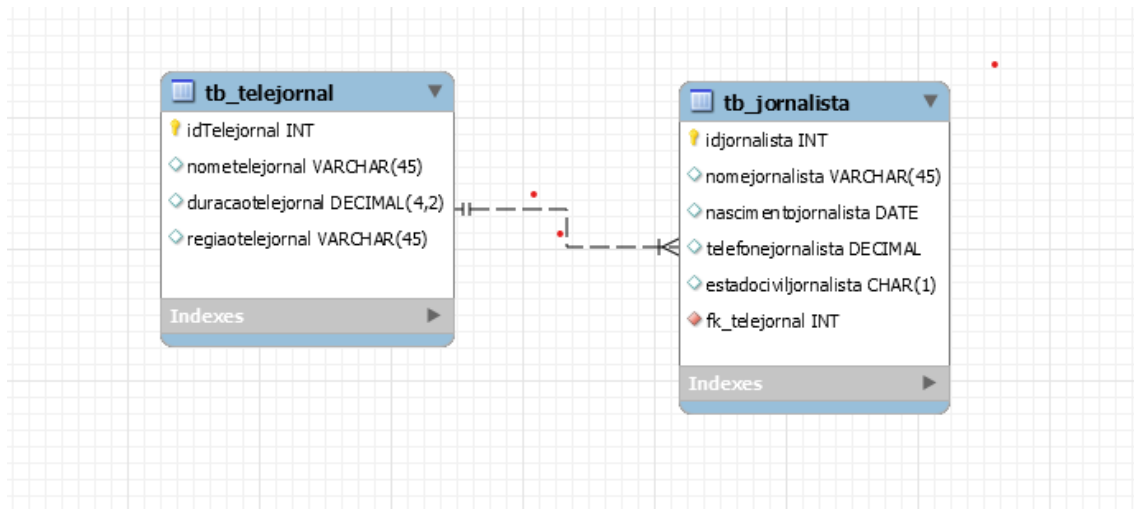 tb_telejornal
idTelejornal INT
nometelejornal VARCHAR(45)
duracaotelejornal DECIMAL(4,2)
regiaotelejornal VARCHAR(45)
Indexes
tb_jornalista
idjornalista INT
nomejornalista VARCHAR(45)
nascimentojornalista DATE
telefonejornalista DECIMAL
estadociviljornalista CHAR(1)
fk_telejornal INT
Indexes